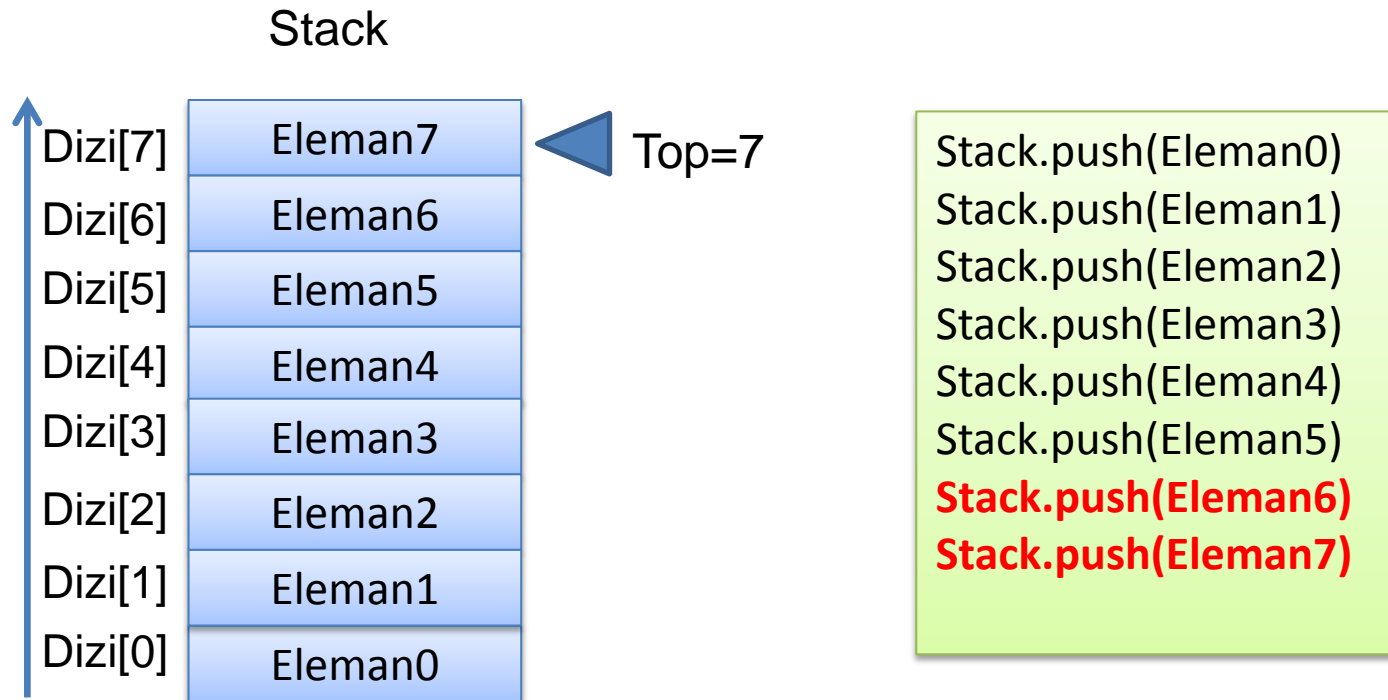 Stack
Dizi[7] Eleman7 Top=7
Dizi[6] Eleman6
Dizi[5] Eleman5
Dizi[4] Eleman4
Dizi[3] Eleman3
Dizi[2] Eleman2
Dizi[1] Eleman1
Dizi[0] Eleman0
Stack.push(Eleman0)
Stack.push(Eleman1)
Stack.push(Eleman2)
Stack.push(Eleman3)
Stack.push(Eleman4)
Stack.push(Eleman5)
Stack.push(Eleman6)
Stack.push(Eleman7)